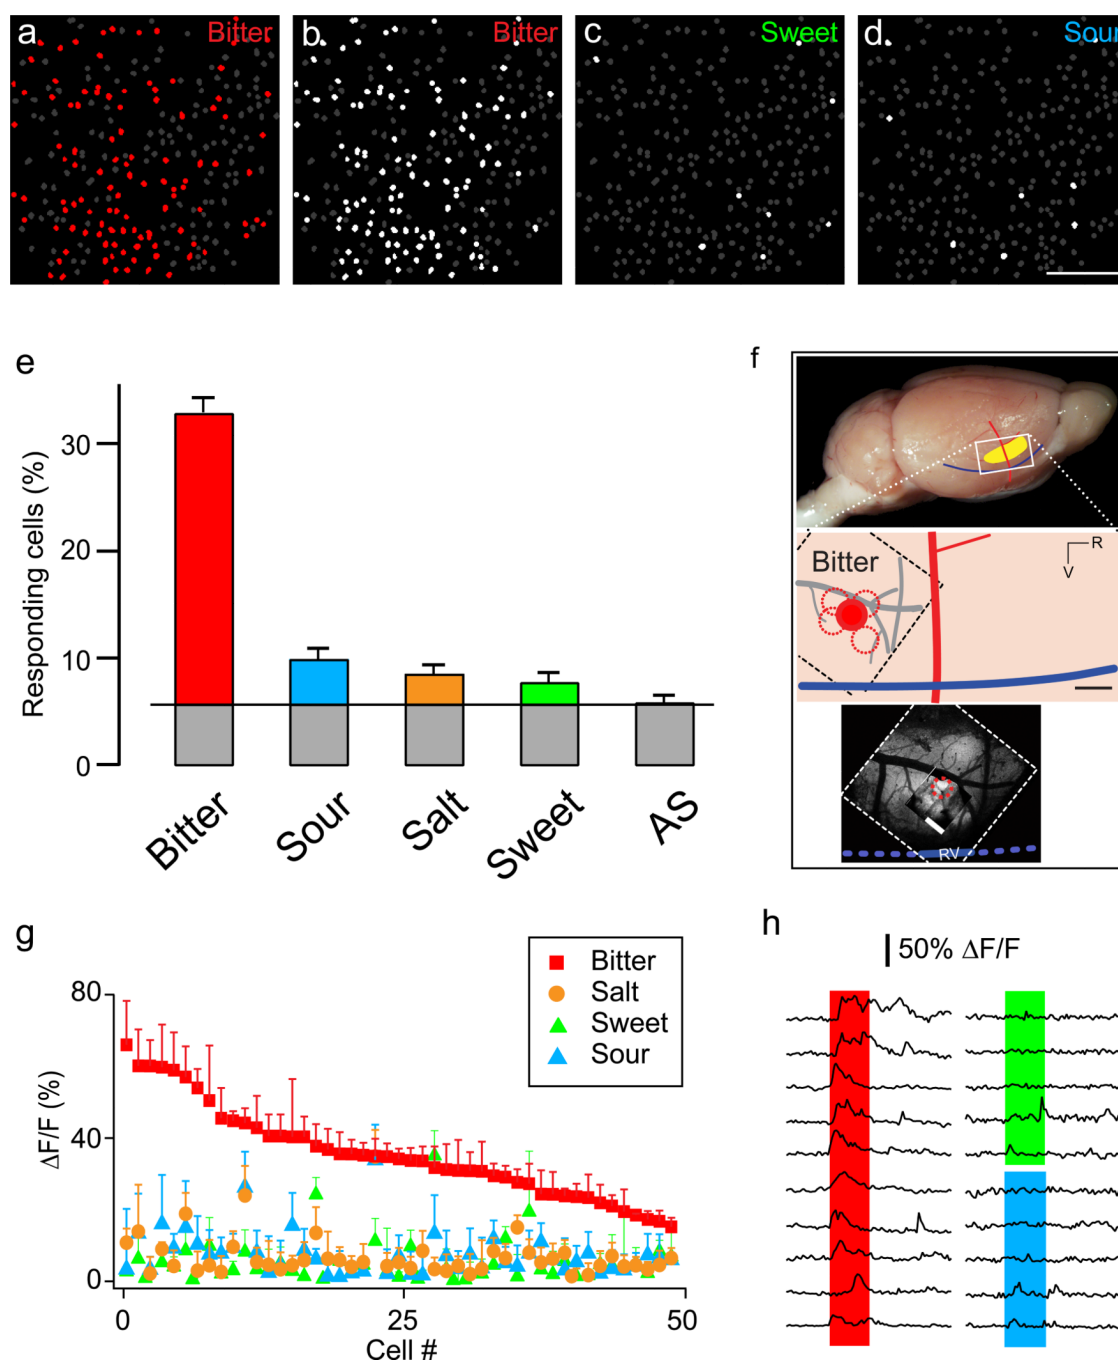 a
Bitter
b.
Bitter
c
Sweet
d.
Sour
e
Responding cells (%)
30
20
10
0
Bitter
Sour
Salt
Sweet
AS
f
Bitter
R
V
RV
g
ΔF/F (%)
80
40
0
Bitter
Salt
Sweet
Sour
0
25
50
Cell #
h
50% ΔF/F